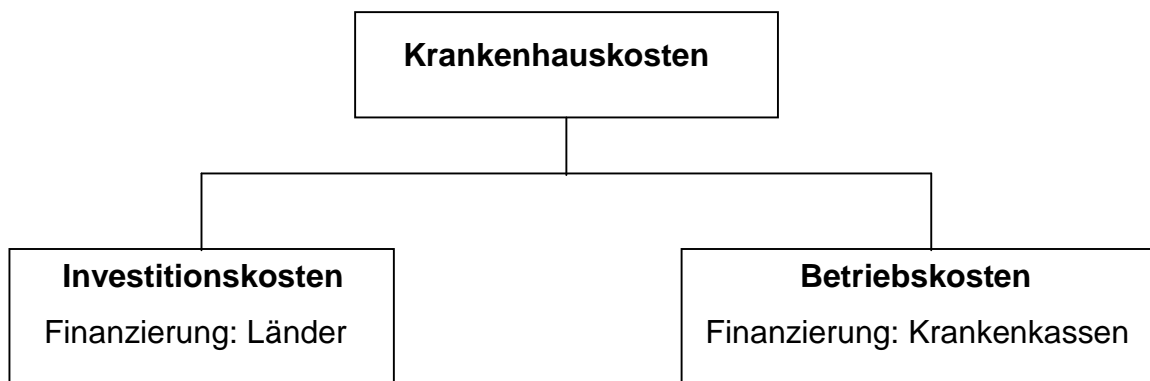 Krankenhauskosten
Investitionskosten
Finanzierung: Länder
Betriebskosten
Finanzierung: Krankenkassen